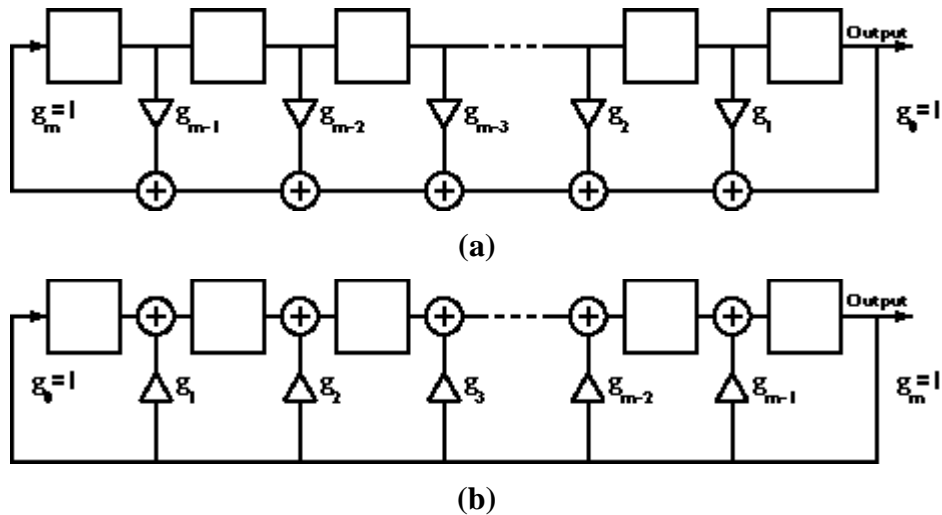 Output
g_m=1 g_{m-1} g_{m-2} g_{m-3} g_2 g_1 g_0=1
(a)
Output
g_0=1 g_1 g_2 g_3 g_{m-2} g_{m-1} g_m=1
(b)